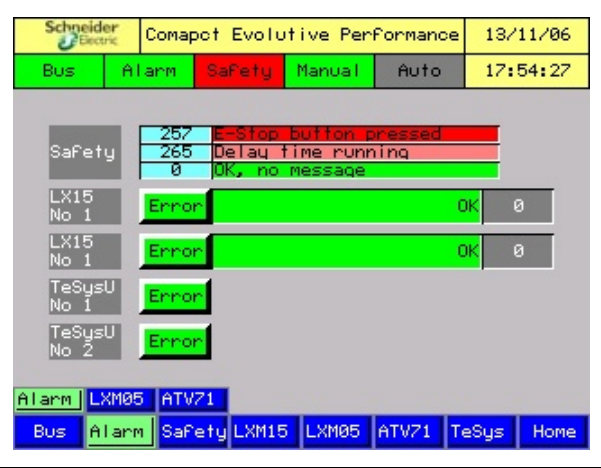 Schneider Electric Comapct Evolutive Performance 13/11/06
Bus Alarm Safety Manual Auto 17:54:27
Safety
257 E-Stop button pressed
265 Delay time running
0 OK, no message
LX15 No 1 Error OK 0
LX15 No 1 Error OK 0
TeSysU No 1 Error
TeSysU No 2 Error
Alarm LXM05 ATV71
Bus Alarm Safety LXM15 LXM05 ATV71 TeSys Home